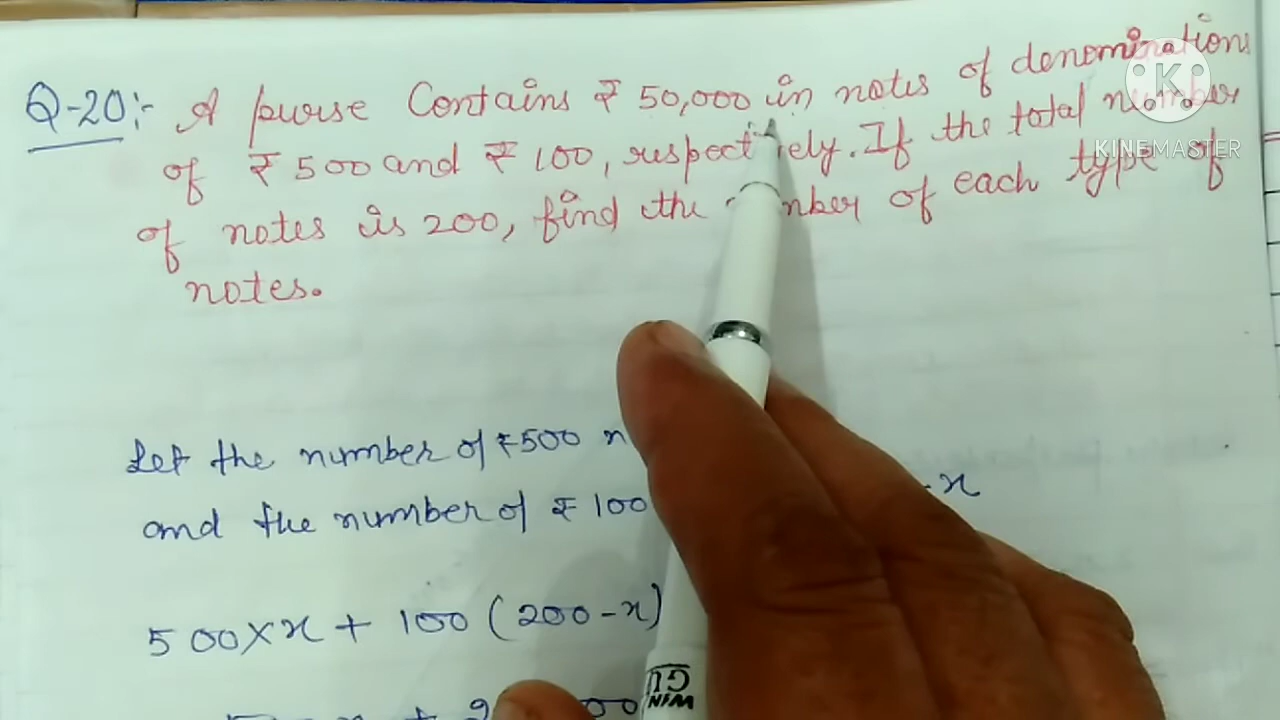 Q-20:- A purse Contains ₹ 50,000 in notes of denominations
of ₹ 500 and ₹ 100, respectively. If the total number
of notes is 200, find the number of each type of
notes.
Let the number of ₹500 n
and the number of ₹ 100 - x
500×x + 100 (200-x)
K
KINEMASTER
WIN